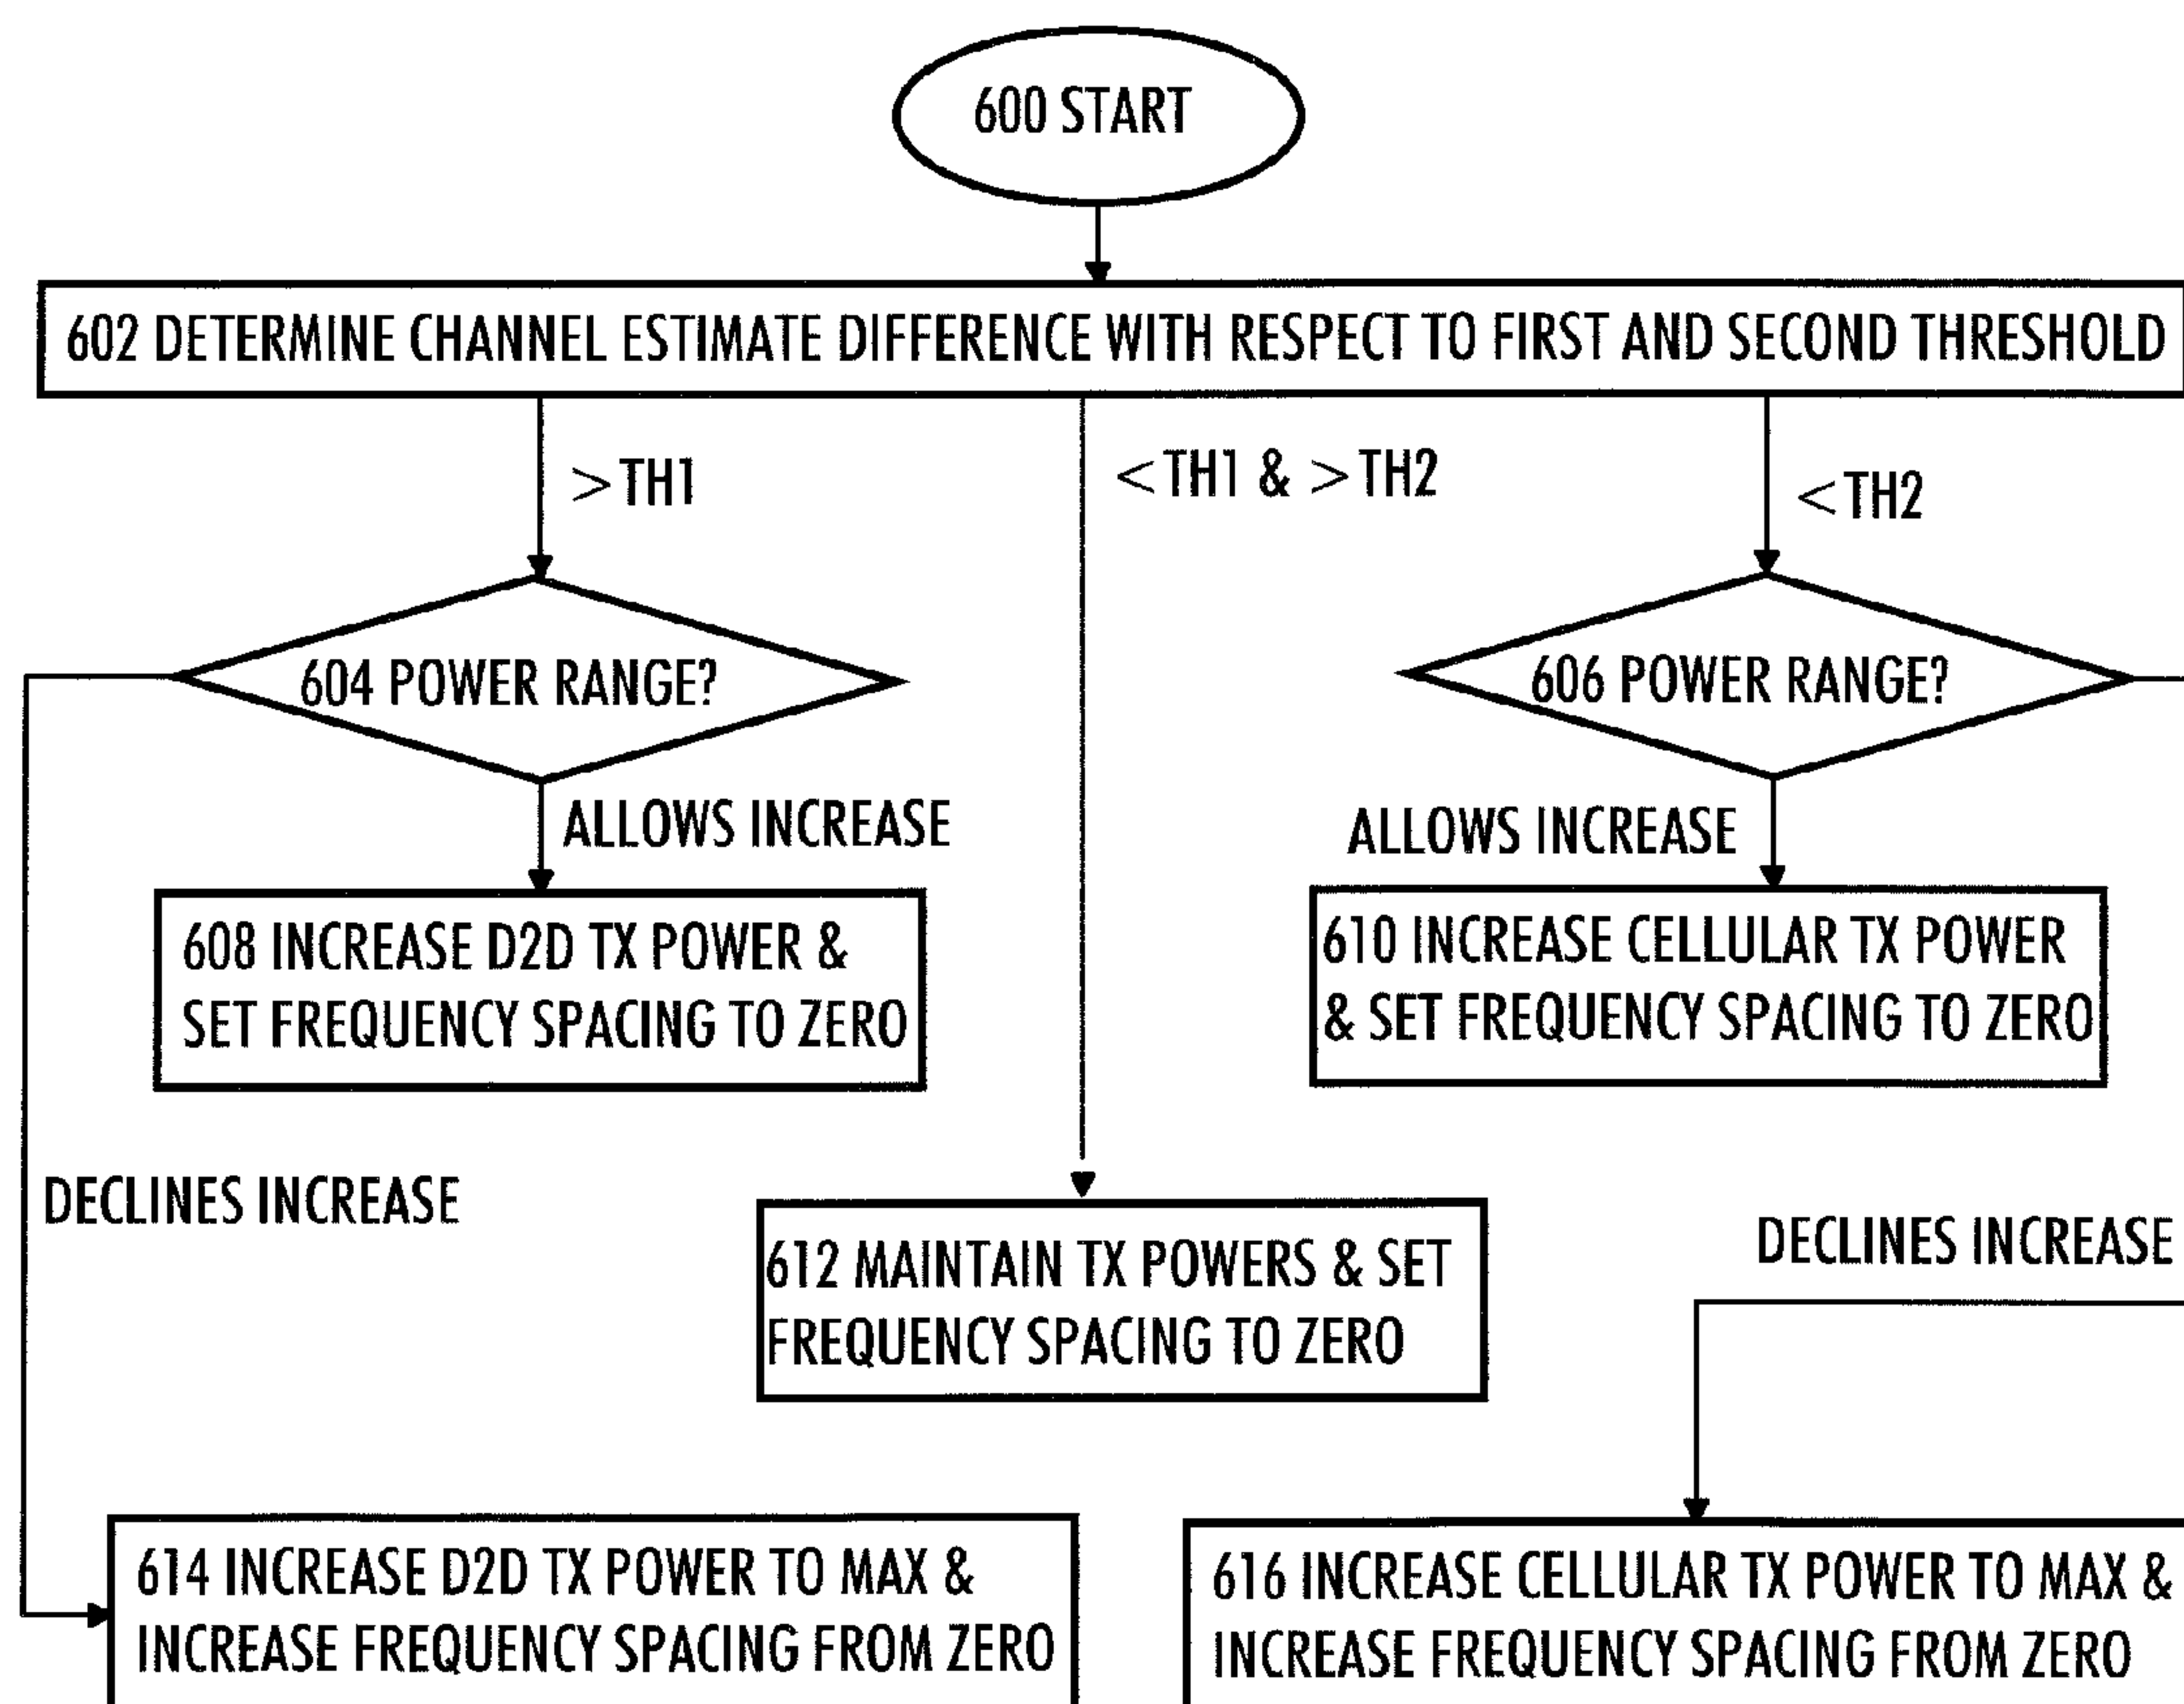 600 START
602 DETERMINE CHANNEL ESTIMATE DIFFERENCE WITH RESPECT TO FIRST AND SECOND THRESHOLD
>TH1
<TH1 & >TH2
<TH2
604 POWER RANGE?
606 POWER RANGE?
ALLOWS INCREASE
ALLOWS INCREASE
608 INCREASE D2D TX POWER &
SET FREQUENCY SPACING TO ZERO
610 INCREASE CELLULAR TX POWER
& SET FREQUENCY SPACING TO ZERO
DECLINES INCREASE
612 MAINTAIN TX POWERS & SET
FREQUENCY SPACING TO ZERO
DECLINES INCREASE
614 INCREASE D2D TX POWER TO MAX &
INCREASE FREQUENCY SPACING FROM ZERO
616 INCREASE CELLULAR TX POWER TO MAX &
INCREASE FREQUENCY SPACING FROM ZERO